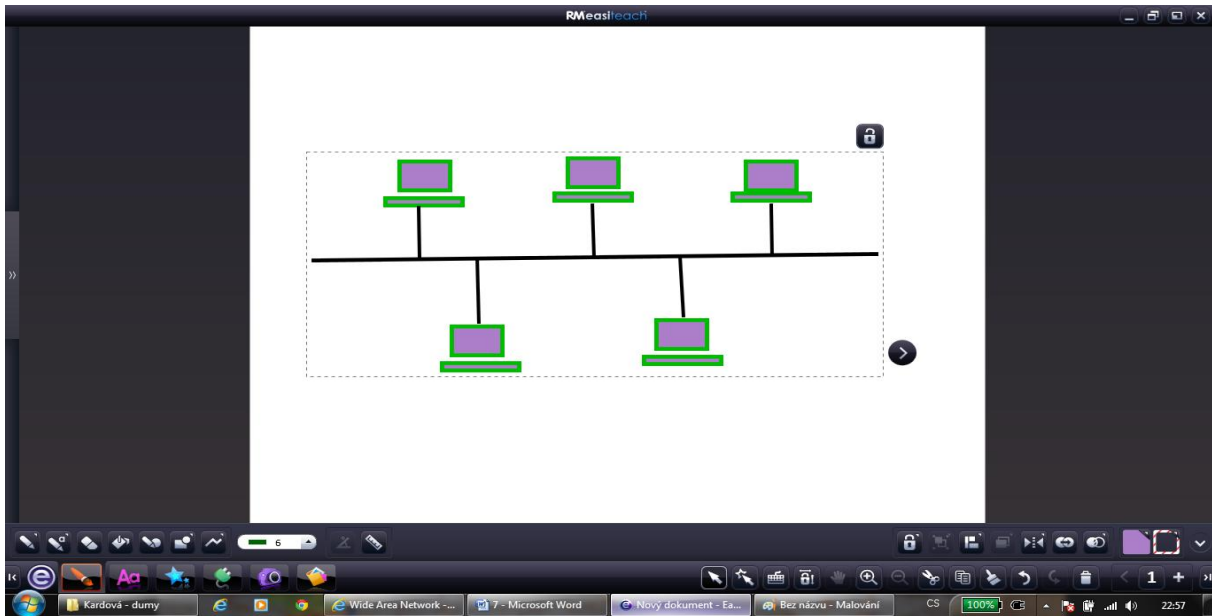 RMeasiteach
6
Aa
1
Kardová - dumy
Wide Area Network -...
7 - Microsoft Word
Nový dokument - Ea...
Bez názvu - Malování
CS
100%
22:57